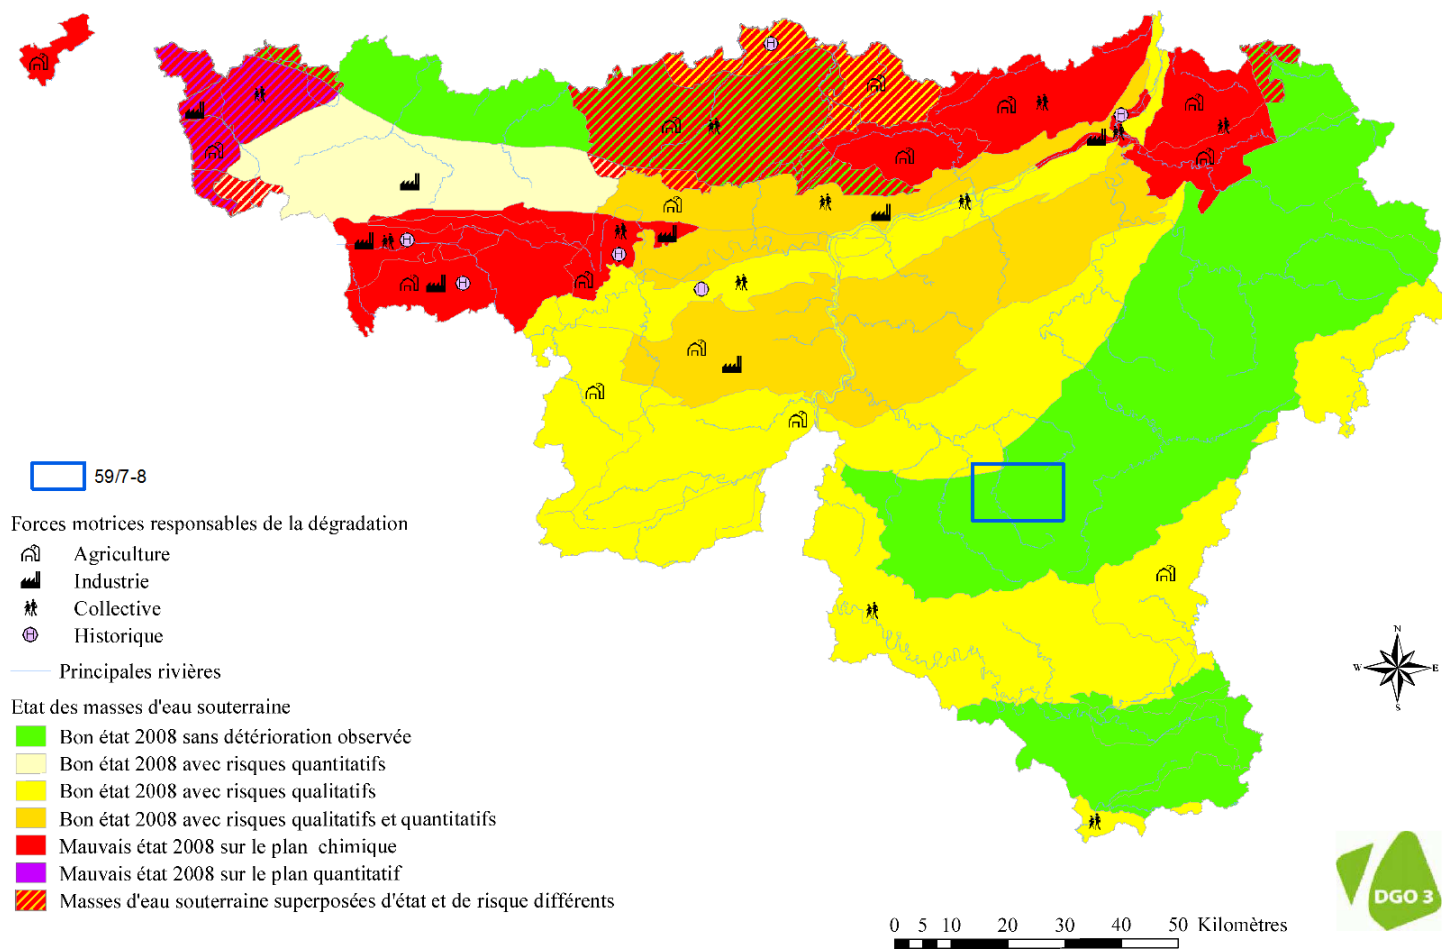 59/7-8
Forces motrices responsables de la dégradation
Agriculture
Industrie
Collective
H Historique
Principales rivières
Etat des masses d'eau souterraine
Bon état 2008 sans détérioration observée
Bon état 2008 avec risques quantitatifs
Bon état 2008 avec risques qualitatifs
Bon état 2008 avec risques qualitatifs et quantitatifs
Mauvais état 2008 sur le plan chimique
Mauvais état 2008 sur le plan quantitatif
Masses d'eau souterraine superposées d'état et de risque différents
N
W E
S
DGO 3
0 5 10 20 30 40 50 Kilomètres